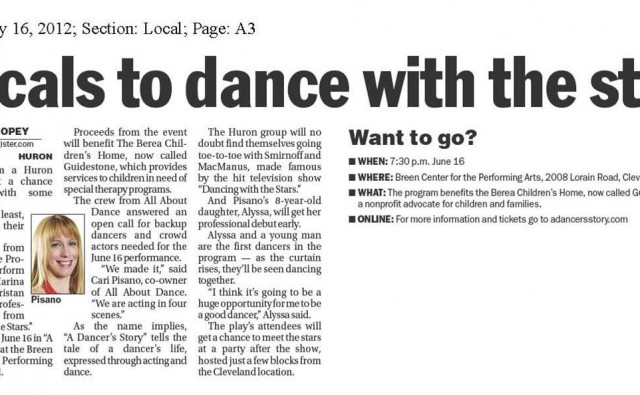 y 16, 2012; Section: Local; Page: A3
cals to dance with the st
OPEY
ister.com
HURON
m a Huron
t a chance
with some
least,
their
from
e Pro-
rform
arina
ristan
rofes-
from
e Stars."
June 16 in "A
at the Breen
Performing
l.
Pisano
Proceeds from the event
will benefit The Berea Chil-
dren's Home, now called
Guidestone, which provides
services to children in need of
special therapy programs.
The crew from All About
Dance answered an
open call for backup
dancers and crowd
actors needed for the
June 16 performance.
"We made it," said
Cari Pisano, co-owner
of All About Dance.
"We are acting in four
scenes."
As the name implies,
"A Dancer's Story" tells the
tale of a dancer's life,
expressed through acting and
dance.
The Huron group will no
doubt find themselves going
toe-to-toe with Smirnoff and
MacManus, made famous
by the hit television show
"Dancing with the Stars."
And Pisano's 8-year-old
daughter, Alyssa, will get her
professional debut early.
Alyssa and a young man
are the first dancers in the
program — as the curtain
rises, they'll be seen dancing
together.
"I think it's going to be a
huge opportunity for me to be
a good dancer," Alyssa said.
The play's attendees will
get a chance to meet the stars
at a party after the show,
hosted just a few blocks from
the Cleveland location.
Want to go?
■ WHEN: 7:30 p.m. June 16
■ WHERE: Breen Center for the Performing Arts, 2008 Lorain Road, Clev
■ WHAT: The program benefits the Berea Children's Home, now called Gu
a nonprofit advocate for children and families.
■ ONLINE: For more information and tickets go to adancersstory.com